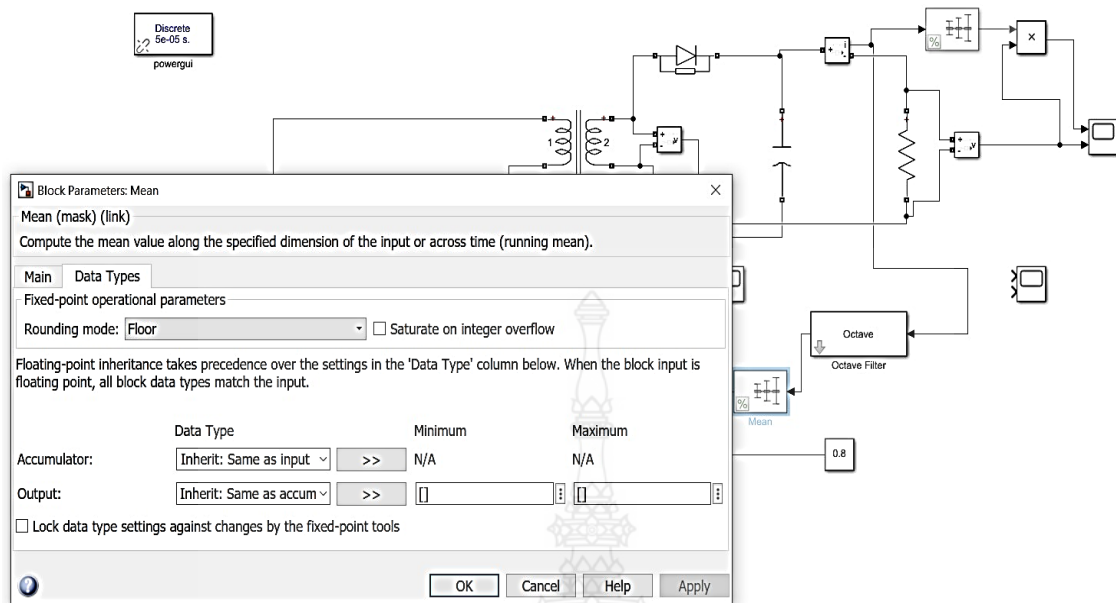 Discrete
5e-05 s.
powergui
1
2
+
-
v
+
i
-
%
×
+
-
v
Block Parameters: Mean
Mean (mask) (link)
Compute the mean value along the specified dimension of the input or across time (running mean).
Main Data Types
Fixed-point operational parameters
Rounding mode: Floor Saturate on integer overflow
Floating-point inheritance takes precedence over the settings in the 'Data Type' column below. When the block input is
floating point, all block data types match the input.
Data Type Minimum Maximum
Accumulator: Inherit: Same as input >> N/A N/A
Output: Inherit: Same as accum >> [] []
Lock data type settings against changes by the fixed-point tools
OK Cancel Help Apply
Octave
Octave Filter
%
Mean
0.8